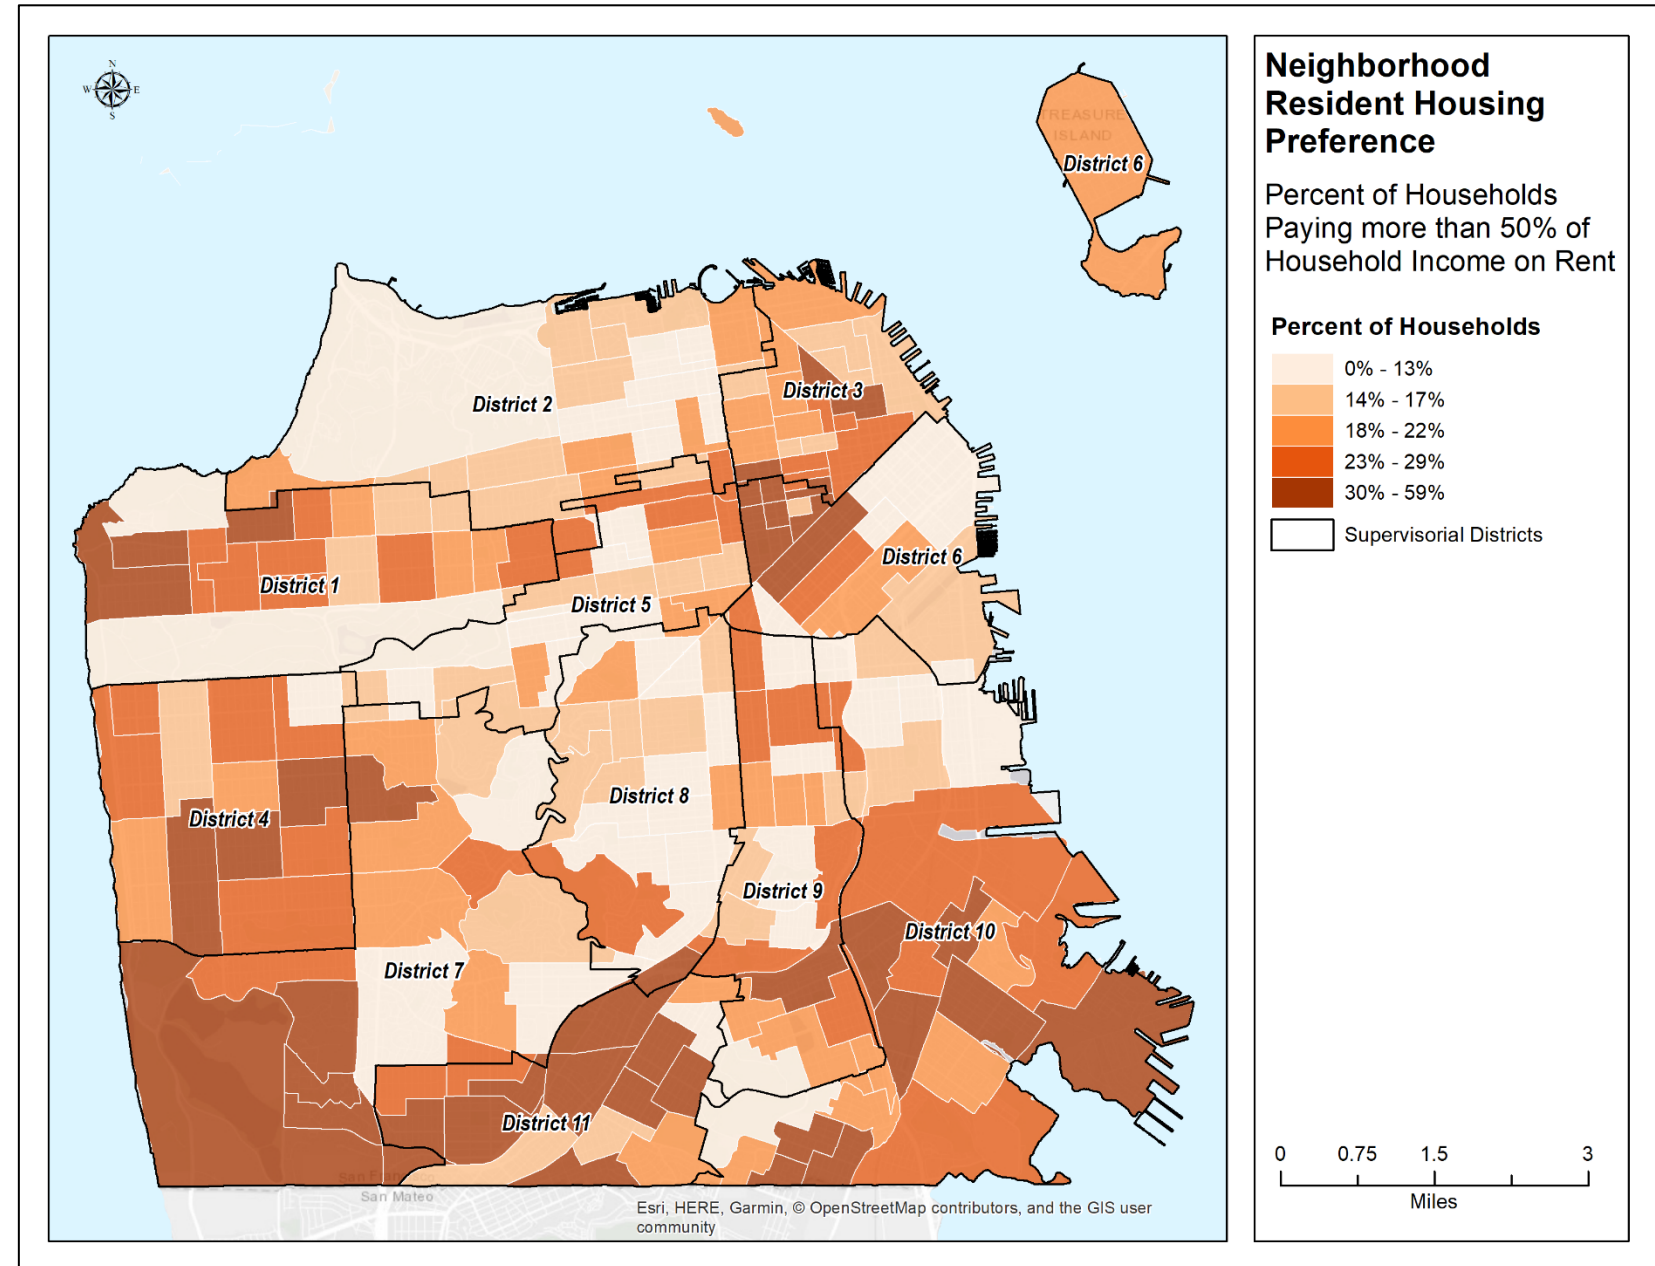 N
W E
S
TREASURE
ISLAND
District 6
District 2
District 3
District 6
District 1
District 5
District 8
District 4
District 9
District 10
District 7
District 11
San Fran
San Mateo
Esri, HERE, Garmin, © OpenStreetMap contributors, and the GIS user
community
Neighborhood
Resident Housing
Preference
Percent of Households
Paying more than 50% of
Household Income on Rent
Percent of Households
0% - 13%
14% - 17%
18% - 22%
23% - 29%
30% - 59%
Supervisorial Districts
0 0.75 1.5 3
Miles